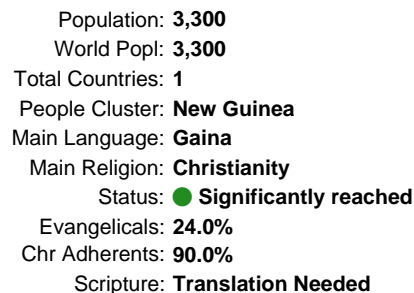 Population: 3,300
World Popl: 3,300
Total Countries: 1
People Cluster: New Guinea
Main Language: Gaina
Main Religion: Christianity
Status: Significantly reached
Evangelicals: 24.0%
Chr Adherents: 90.0%
Scripture: Translation Needed